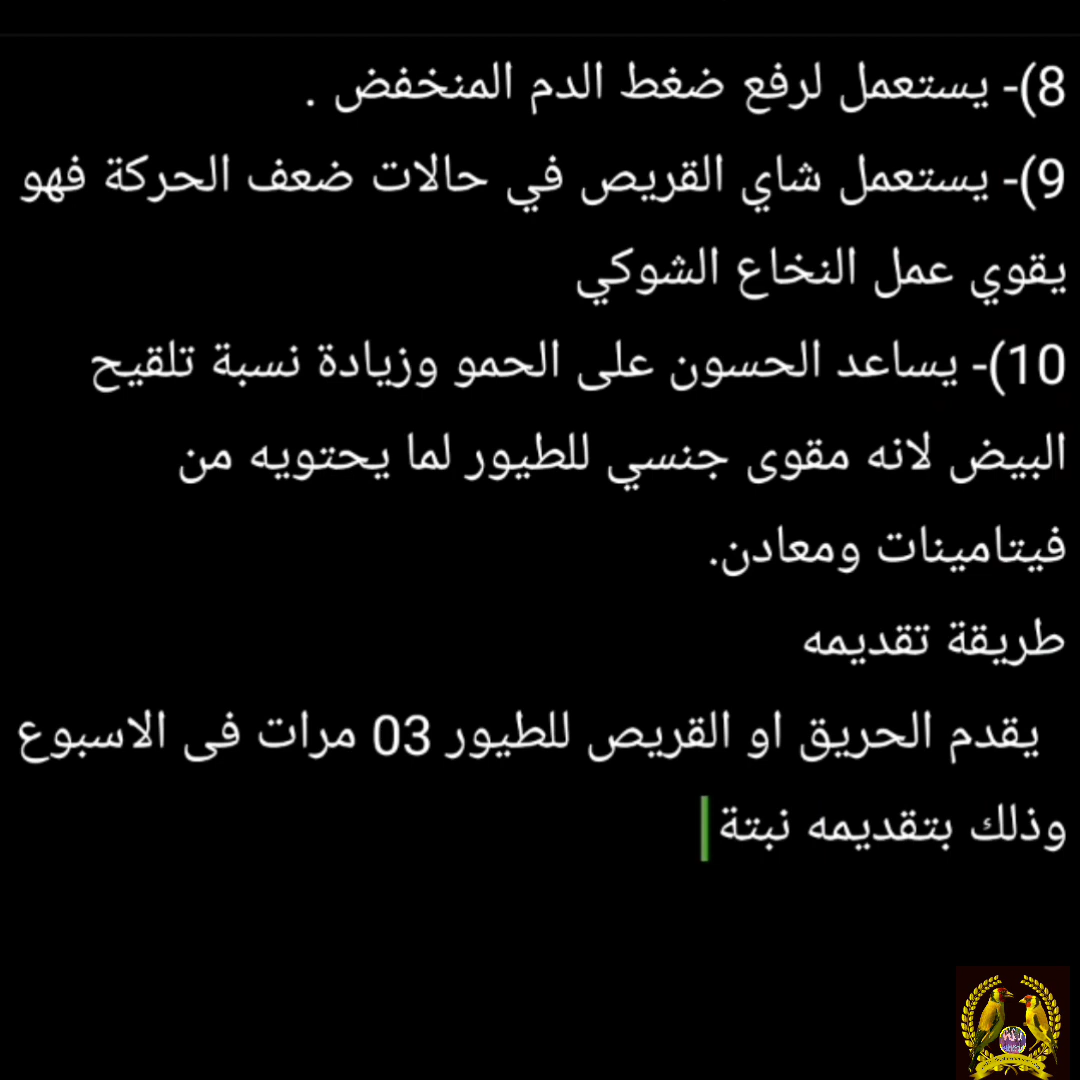 8)- يستعمل لرفع ضغط الدم المنخفض .
9)- يستعمل شاي القريص في حالات ضعف الحركة فهو
يقوي عمل النخاع الشوكي
10)- يساعد الحسون على الحمو وزيادة نسبة تلقيح
البيض لانه مقوى جنسي للطيور لما يحتويه من
فيتامينات ومعادن.
طريقة تقديمه
يقدم الحريق او القريص للطيور 03 مرات فى الاسبوع
وذلك بتقديمه نبتة